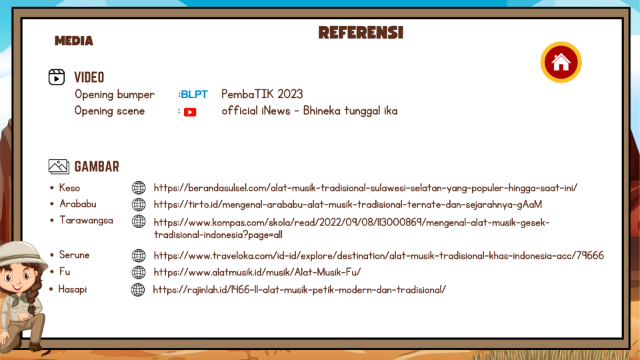 REFERENSI
MEDIA
VIDEO
Opening bumper :BLPT PembaTIK 2023
Opening scene : official iNews - Bhineka tunggal ika
GAMBAR
• Keso https://berandasulsel.com/alat-musik-tradisional-sulawesi-selatan-yang-populer-hingga-saat-ini/
• Arababu https://tirto.id/mengenal-arababu-alat-musik-tradisional-ternate-dan-sejarahnya-gAaM
• Tarawangsa https://www.kompas.com/skola/read/2022/09/08/113000869/mengenal-alat-musik-gesek-
tradisional-indonesia?page=all
• Serune https://www.traveloka.com/id-id/explore/destination/alat-musik-tradisional-khas-indonesia-acc/79666
• Fu https://www.alatmusik.id/musik/Alat-Musik-Fu/
• Hasapi https://rajinlah.id/1466-11-alat-musik-petik-modern-dan-tradisional/